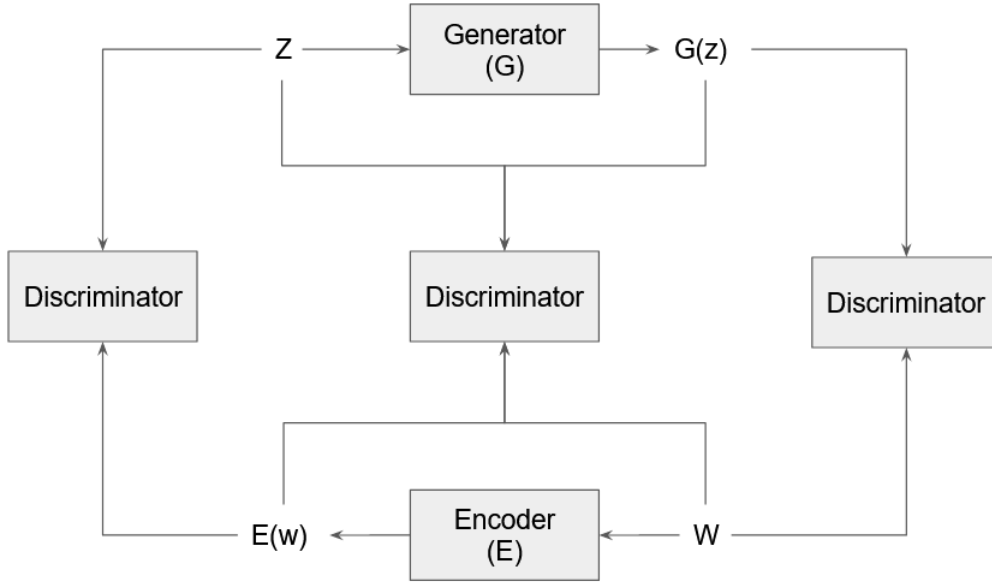 Z
Generator
(G)
G(z)
Discriminator
Discriminator
Discriminator
E(w)
Encoder
(E)
W